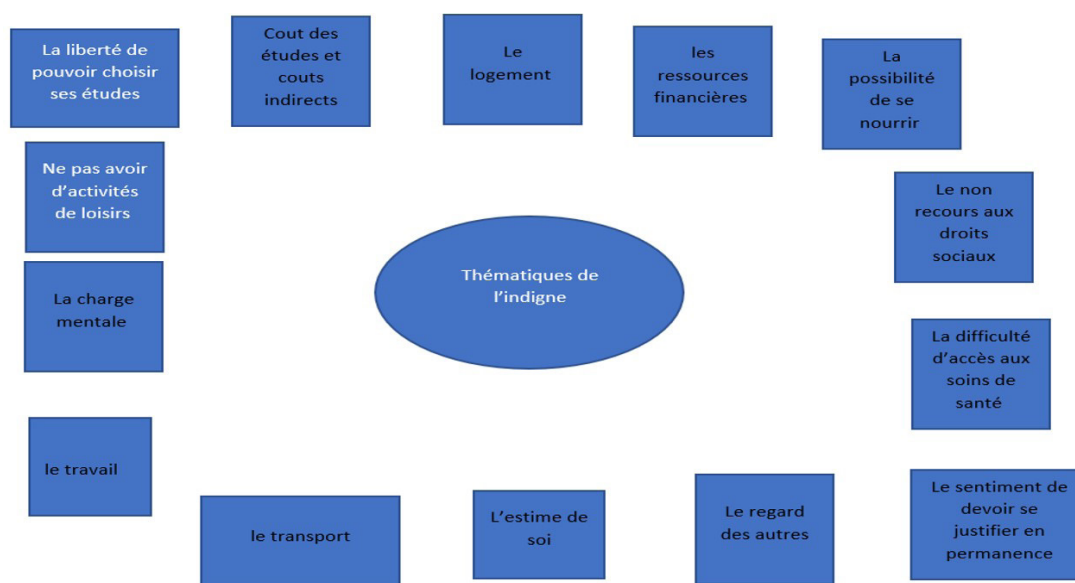 La liberté de
pouvoir choisir
ses études
Cout des
études et
couts
indirects
Le
logement
les
ressources
financières
La
possibilité
de se
nourrir
Ne pas avoir
d’activités
de loisirs
Le non
recours aux
droits
sociaux
Thématiques de
l’indigne
La charge
mentale
La difficulté
d’accès aux
soins de
santé
le travail
le transport
L’estime de
soi
Le regard
des autres
Le sentiment de
devoir se
justifier en
permanence